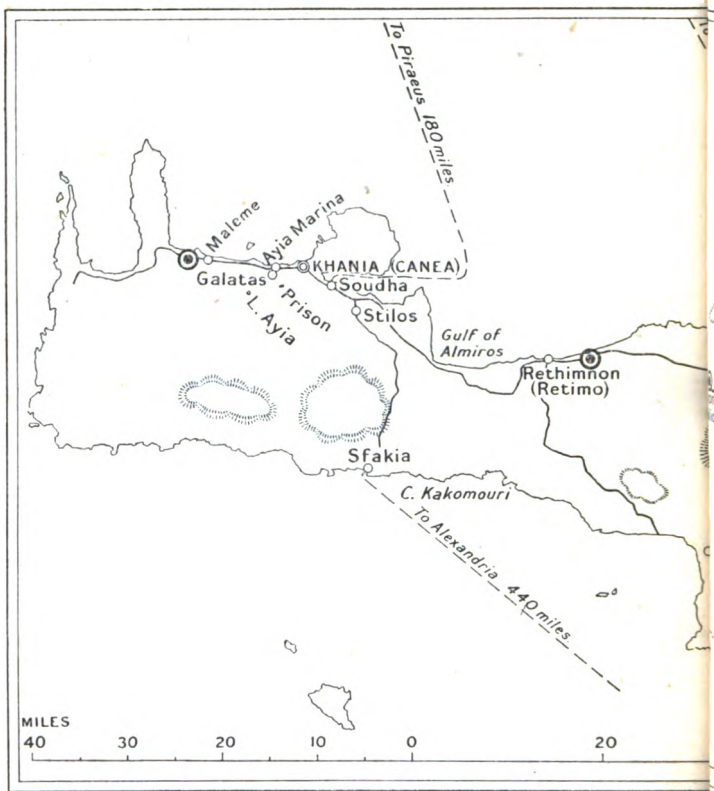 To Piraeus 180 miles.
Maleme
Ayia Marina
KHANIA (CANEA)
Galatas
Soudha
Prison
L. Ayia
Stilos
Gulf of
Almiros
Rethimnon
(Retimo)
Sfakia
C. Kakomouri
To Alexandria 440 miles.
MILES
40 30 20 10 0 20